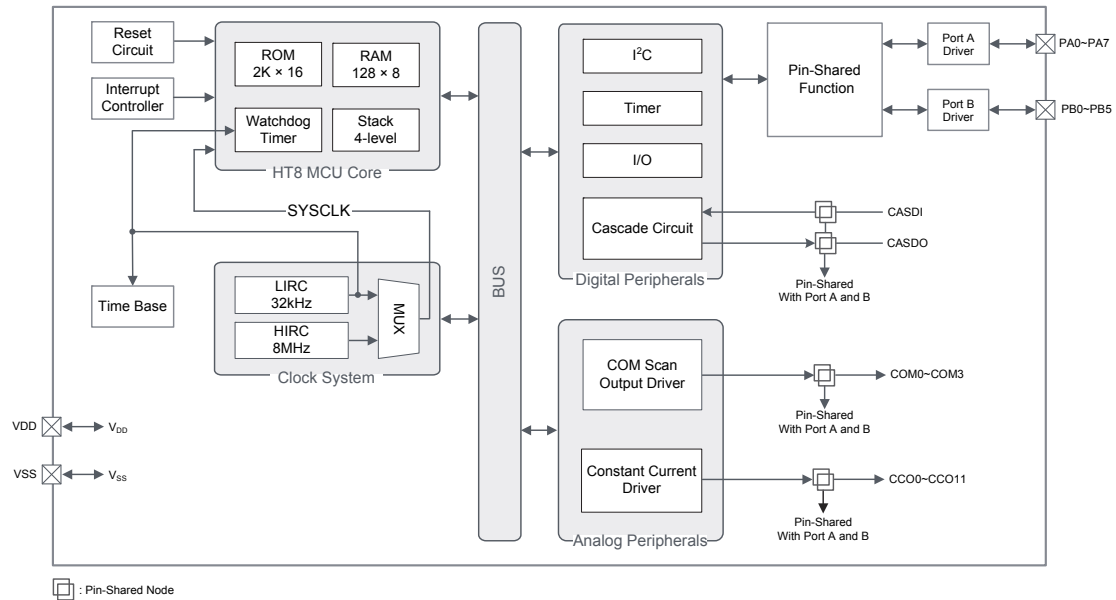 Reset
Circuit
Interrupt
Controller
ROM
2K × 16
RAM
128 × 8
Watchdog
Timer
Stack
4-level
HT8 MCU Core
SYSCLK
Time Base
LIRC
32kHz
HIRC
8MHz
MUX
Clock System
BUS
I²C
Timer
I/O
Cascade Circuit
Digital Peripherals
Pin-Shared
Function
Port A
Driver
Port B
Driver
PA0~PA7
PB0~PB5
CASDI
CASDO
Pin-Shared
With Port A and B
COM Scan
Output Driver
COM0~COM3
Pin-Shared
With Port A and B
Constant Current
Driver
CCO0~CCO11
Pin-Shared
With Port A and B
Analog Peripherals
VDD
VDD
VSS
VSS
: Pin-Shared Node